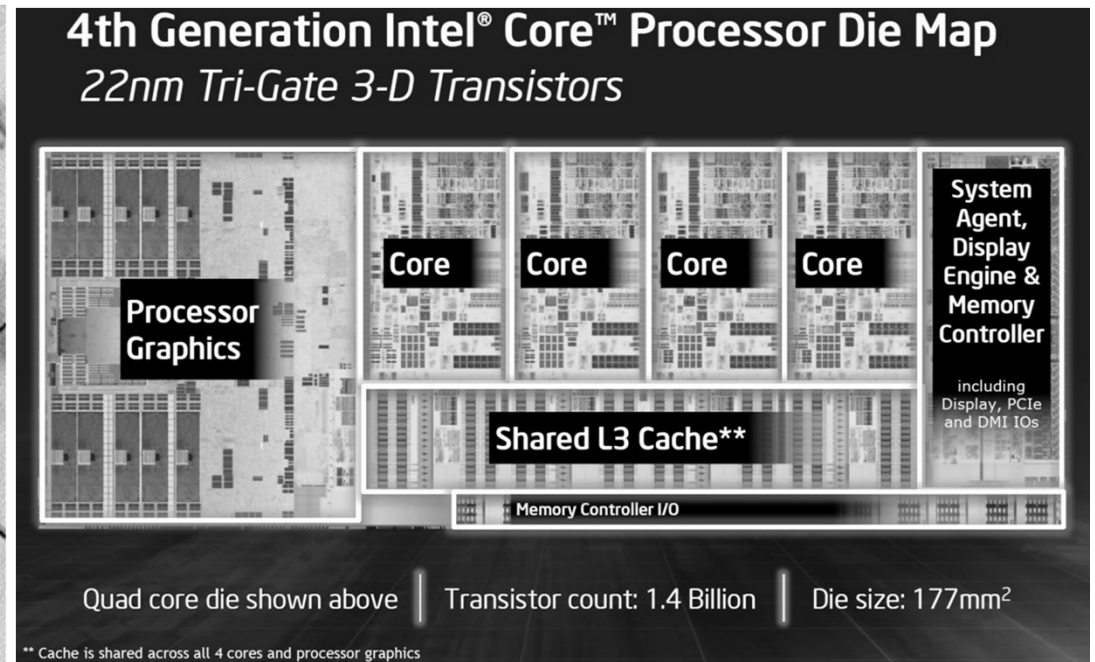 4th Generation Intel® Core™ Processor Die Map
22nm Tri-Gate 3-D Transistors
Processor
Graphics
Core
Core
Core
Core
System
Agent,
Display
Engine &
Memory
Controller
including
Display, PCIe
and DMI IOs
Shared L3 Cache**
Memory Controller I/O
Quad core die shown above
Transistor count: 1.4 Billion
Die size: 177mm²
** Cache is shared across all 4 cores and processor graphics